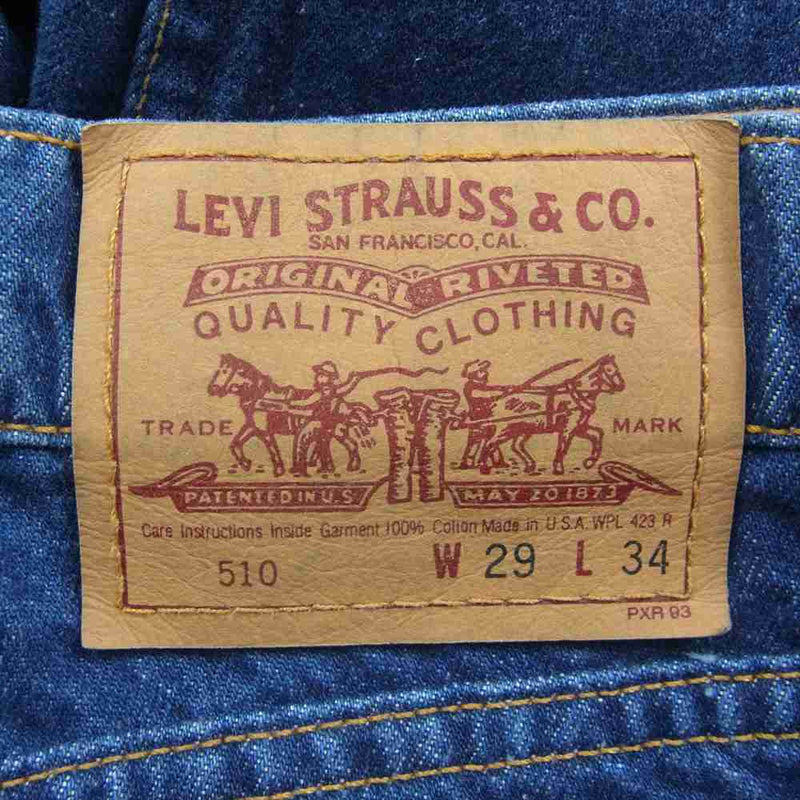 LEVI STRAUSS & CO.
SAN FRANCISCO, CAL.
ORIGINAL RIVETED
QUALITY CLOTHING
TRADE MARK
PATENTED IN U.S. MAY 20 1873
Care Instructions Inside Garment 100% Cotton Made in U.S.A. WPL 423 R
510 W 29 L 34
PXR 93